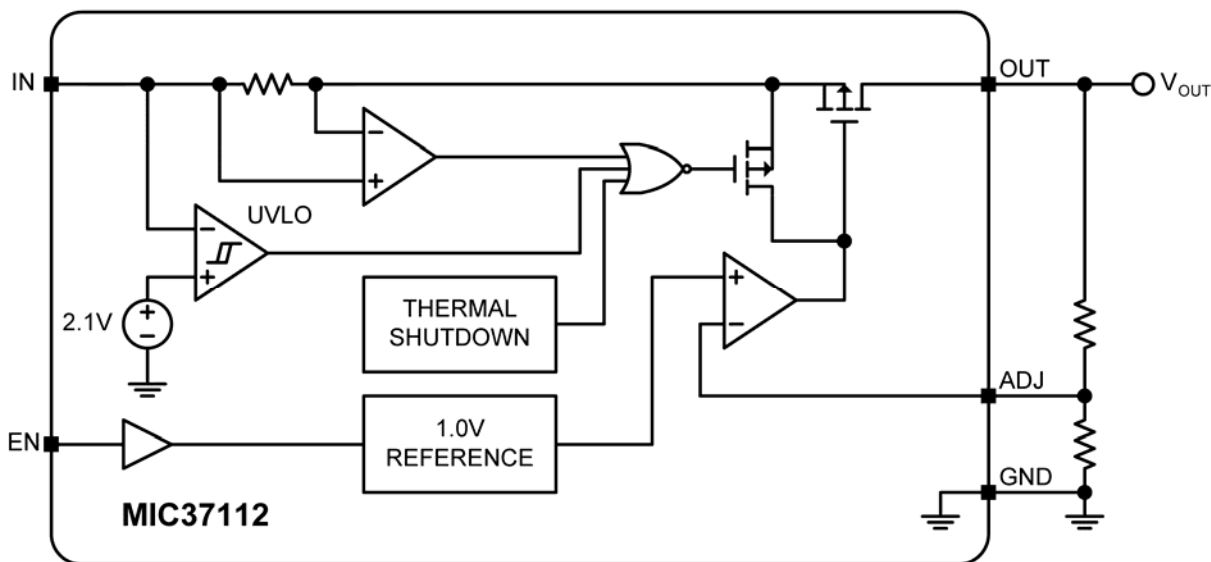 IN
OUT
VOUT
−
+
UVLO
−
+
+
−
2.1V
THERMAL
SHUTDOWN
+
−
ADJ
EN
1.0V
REFERENCE
GND
MIC37112